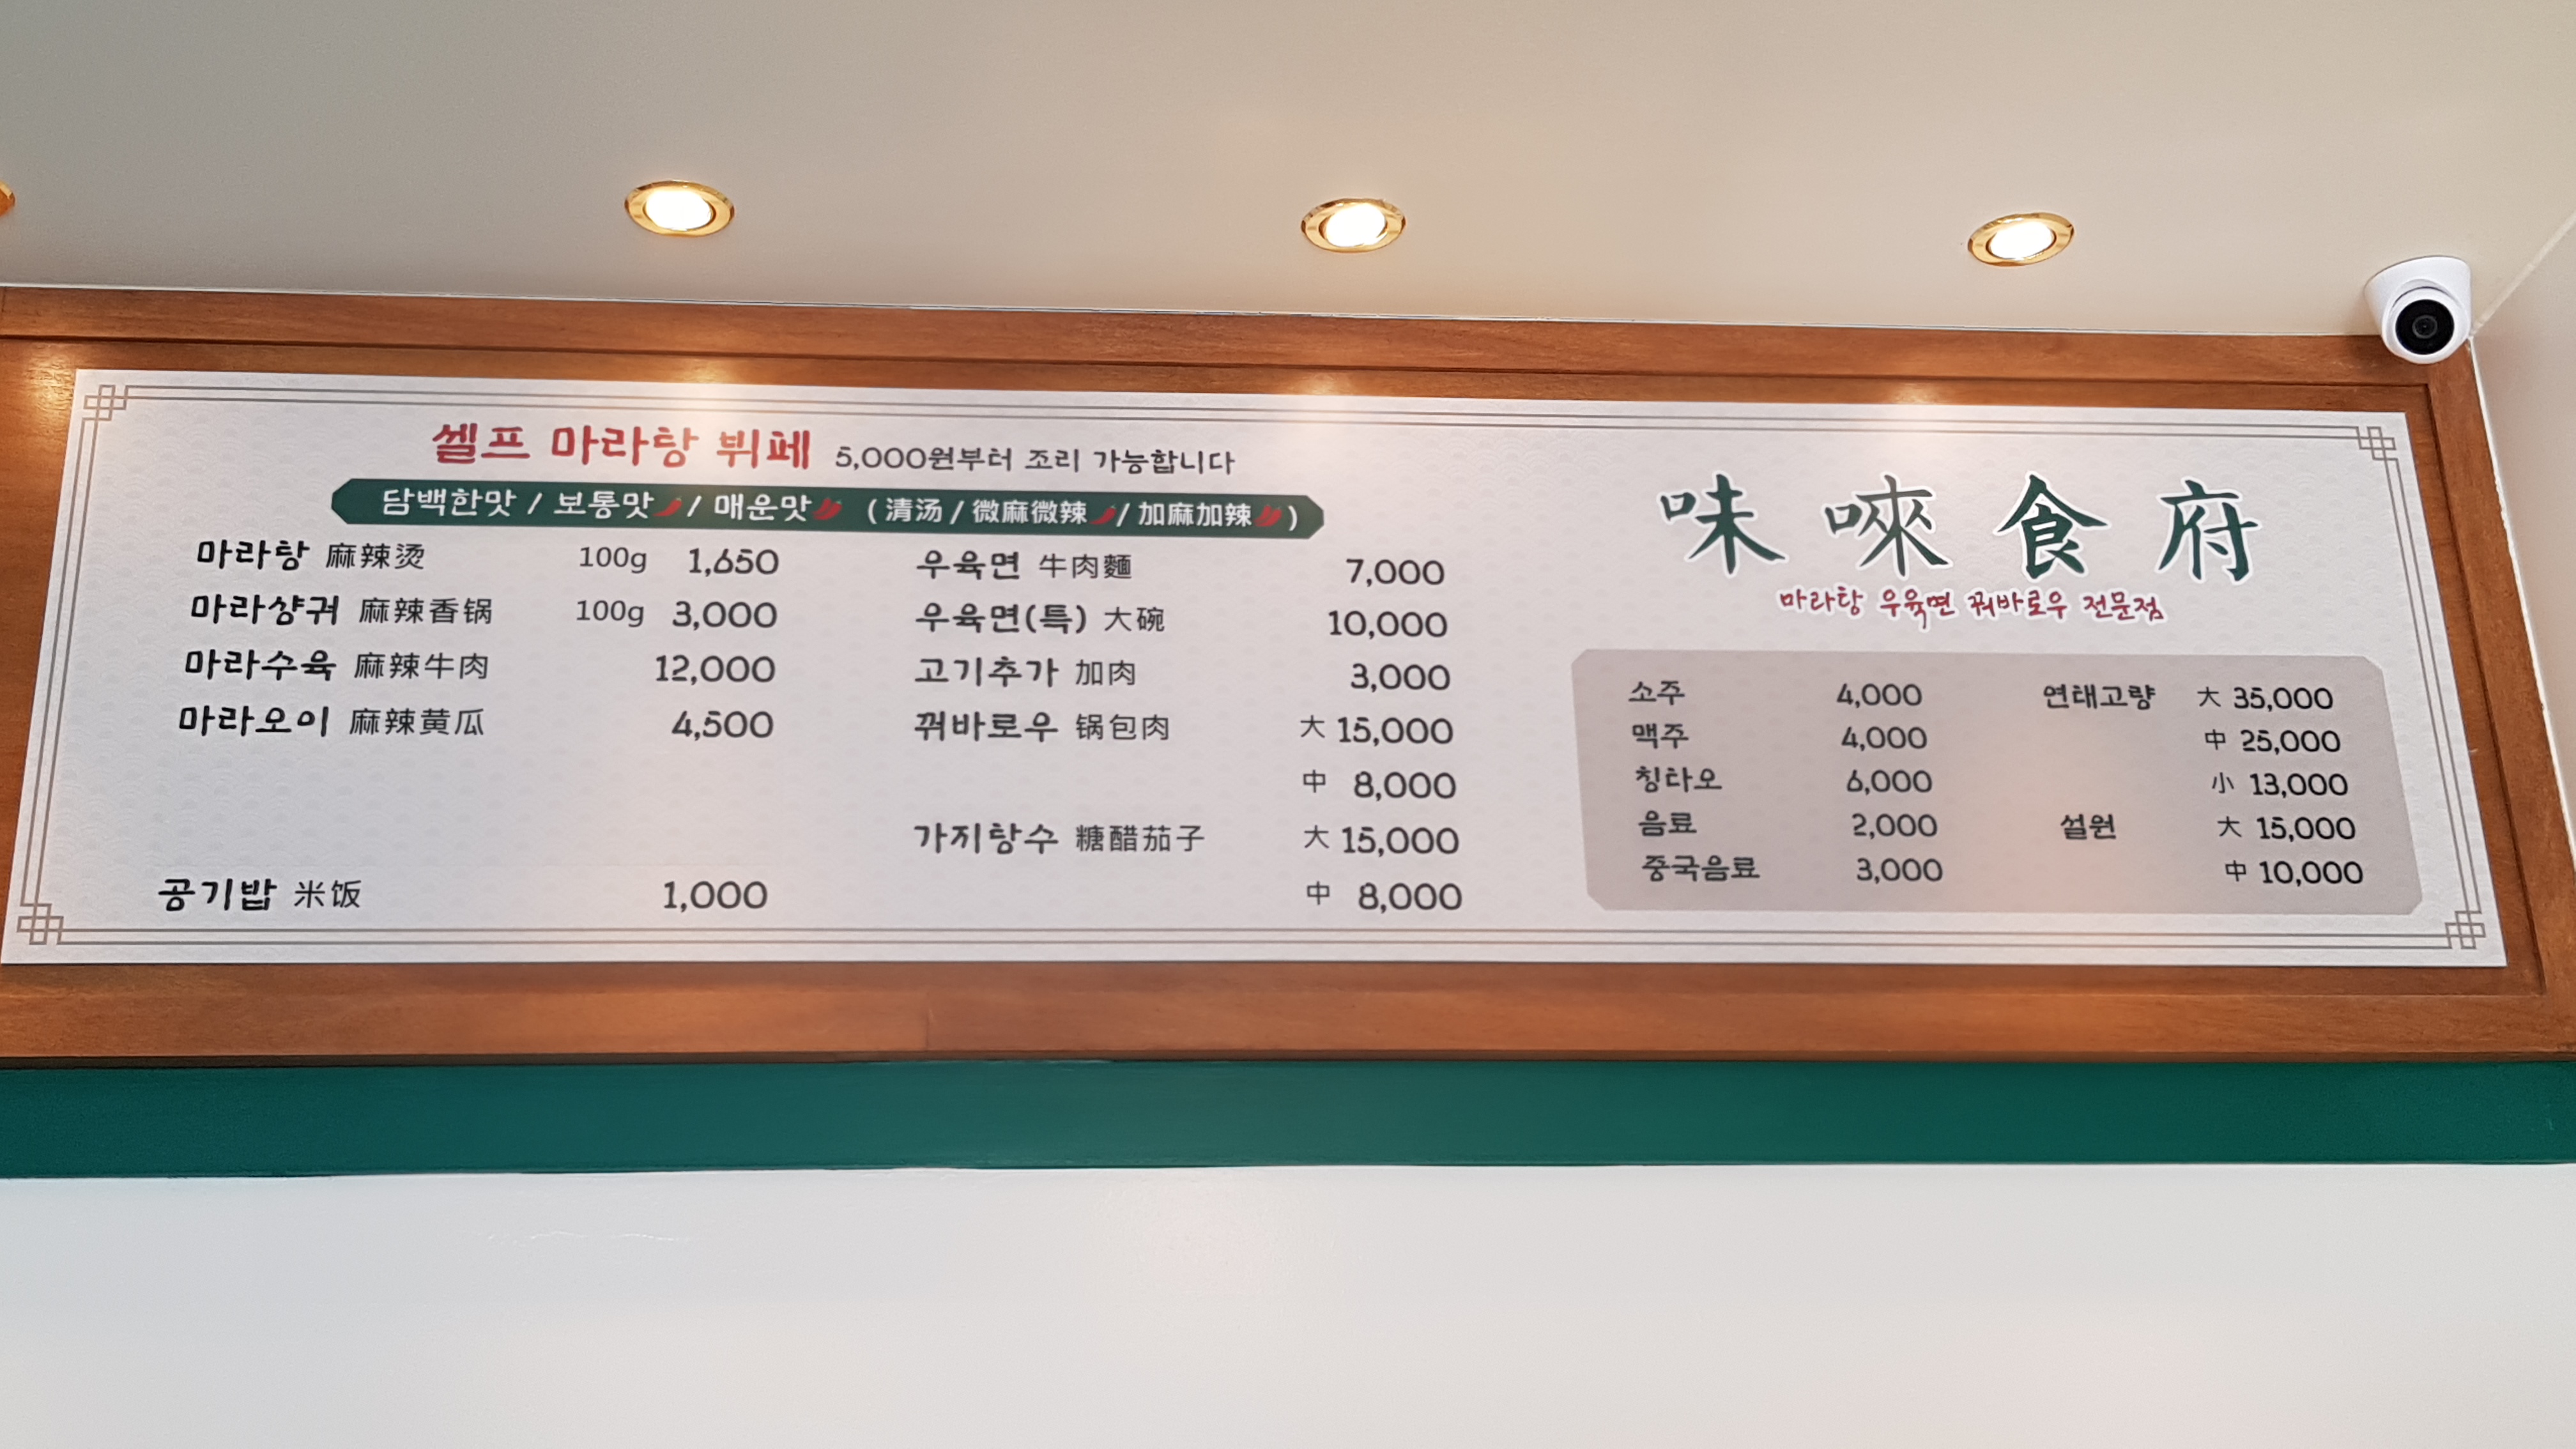 셀프 마라탕 뷔페 5,000원부터 조리 가능합니다
담백한맛 / 보통맛 / 매운맛 (清汤 / 微麻微辣 / 加麻加辣)
마라탕 麻辣烫 100g 1,650
마라샹궈 麻辣香锅 100g 3,000
마라수육 麻辣牛肉 12,000
마라오이 麻辣黄瓜 4,500
공기밥 米饭 1,000
우육면 牛肉麵 7,000
우육면(특) 大碗 10,000
고기추가 加肉 3,000
꿔바로우 锅包肉 大 15,000
中 8,000
가지탕수 糖醋茄子 大 15,000
中 8,000
味唻食府
마라탕 우육면 꿔바로우 전문점
소주 4,000
맥주 4,000
칭타오 6,000
음료 2,000
중국음료 3,000
연태고량 大 35,000
中 25,000
小 13,000
설원 大 15,000
中 10,000